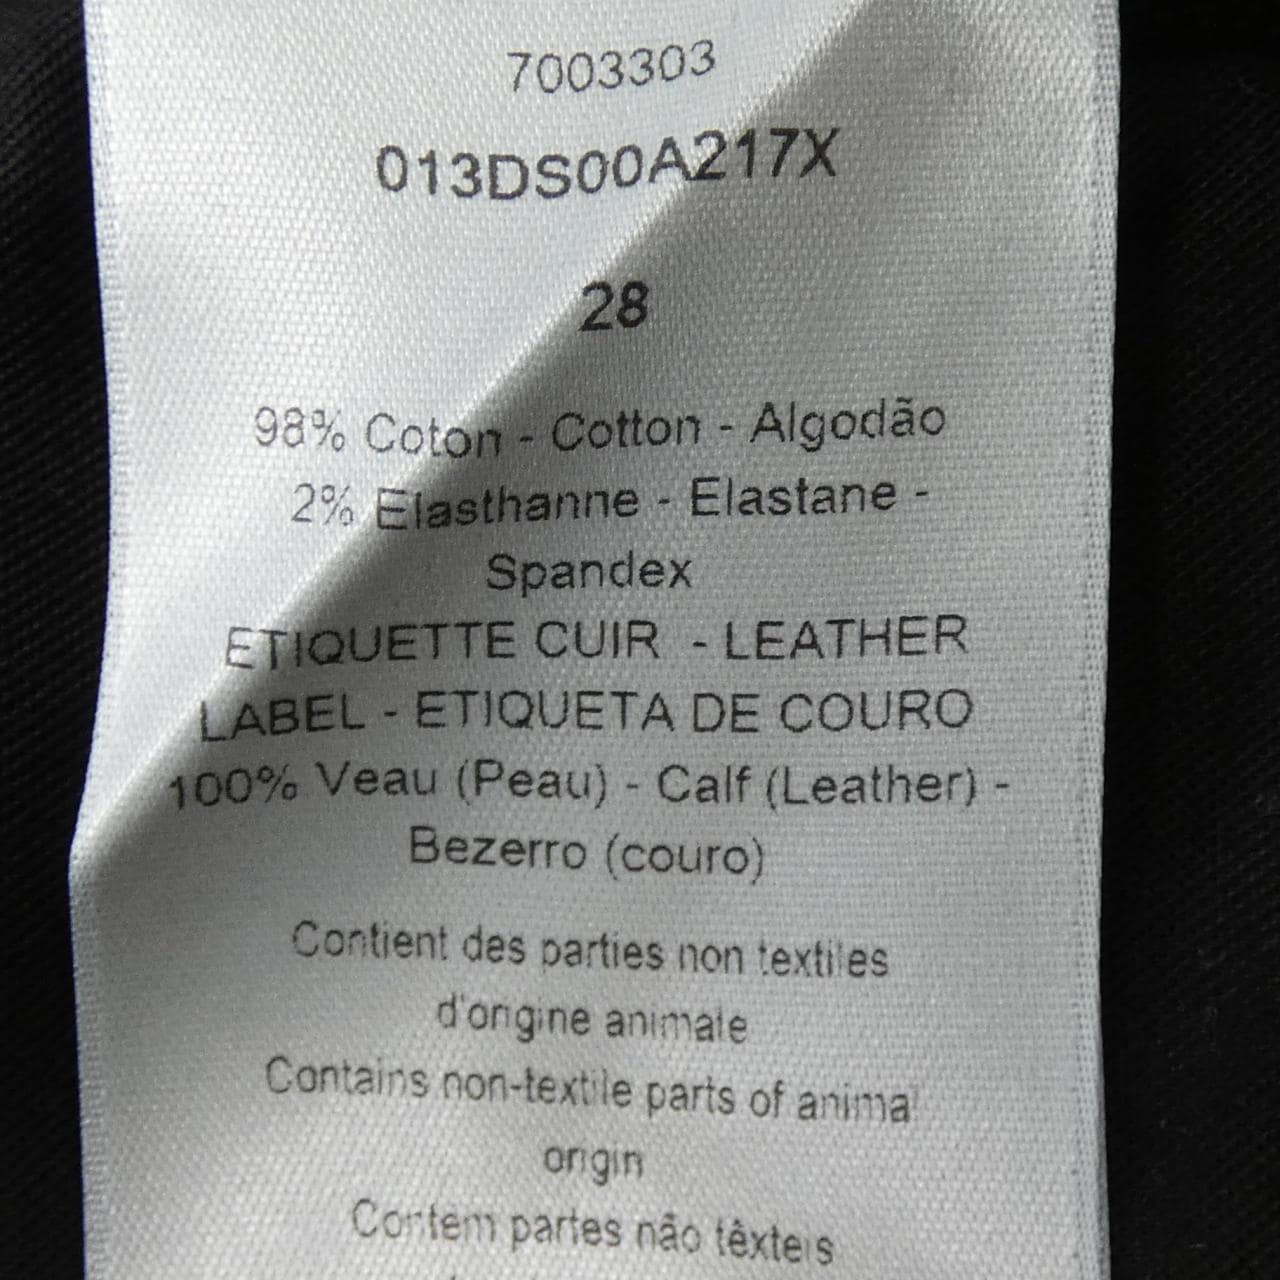 7003303
013DS00A217X
28
98% Coton - Cotton - Algodão
2% Elasthanne - Elastane -
Spandex
ETIQUETTE CUIR - LEATHER
LABEL - ETIQUETA DE COURO
100% Veau (Peau) - Calf (Leather) -
Bezerro (couro)
Contient des parties non textiles
d'origine animale
Contains non-textile parts of animal
origin
Contem partes não têxteis